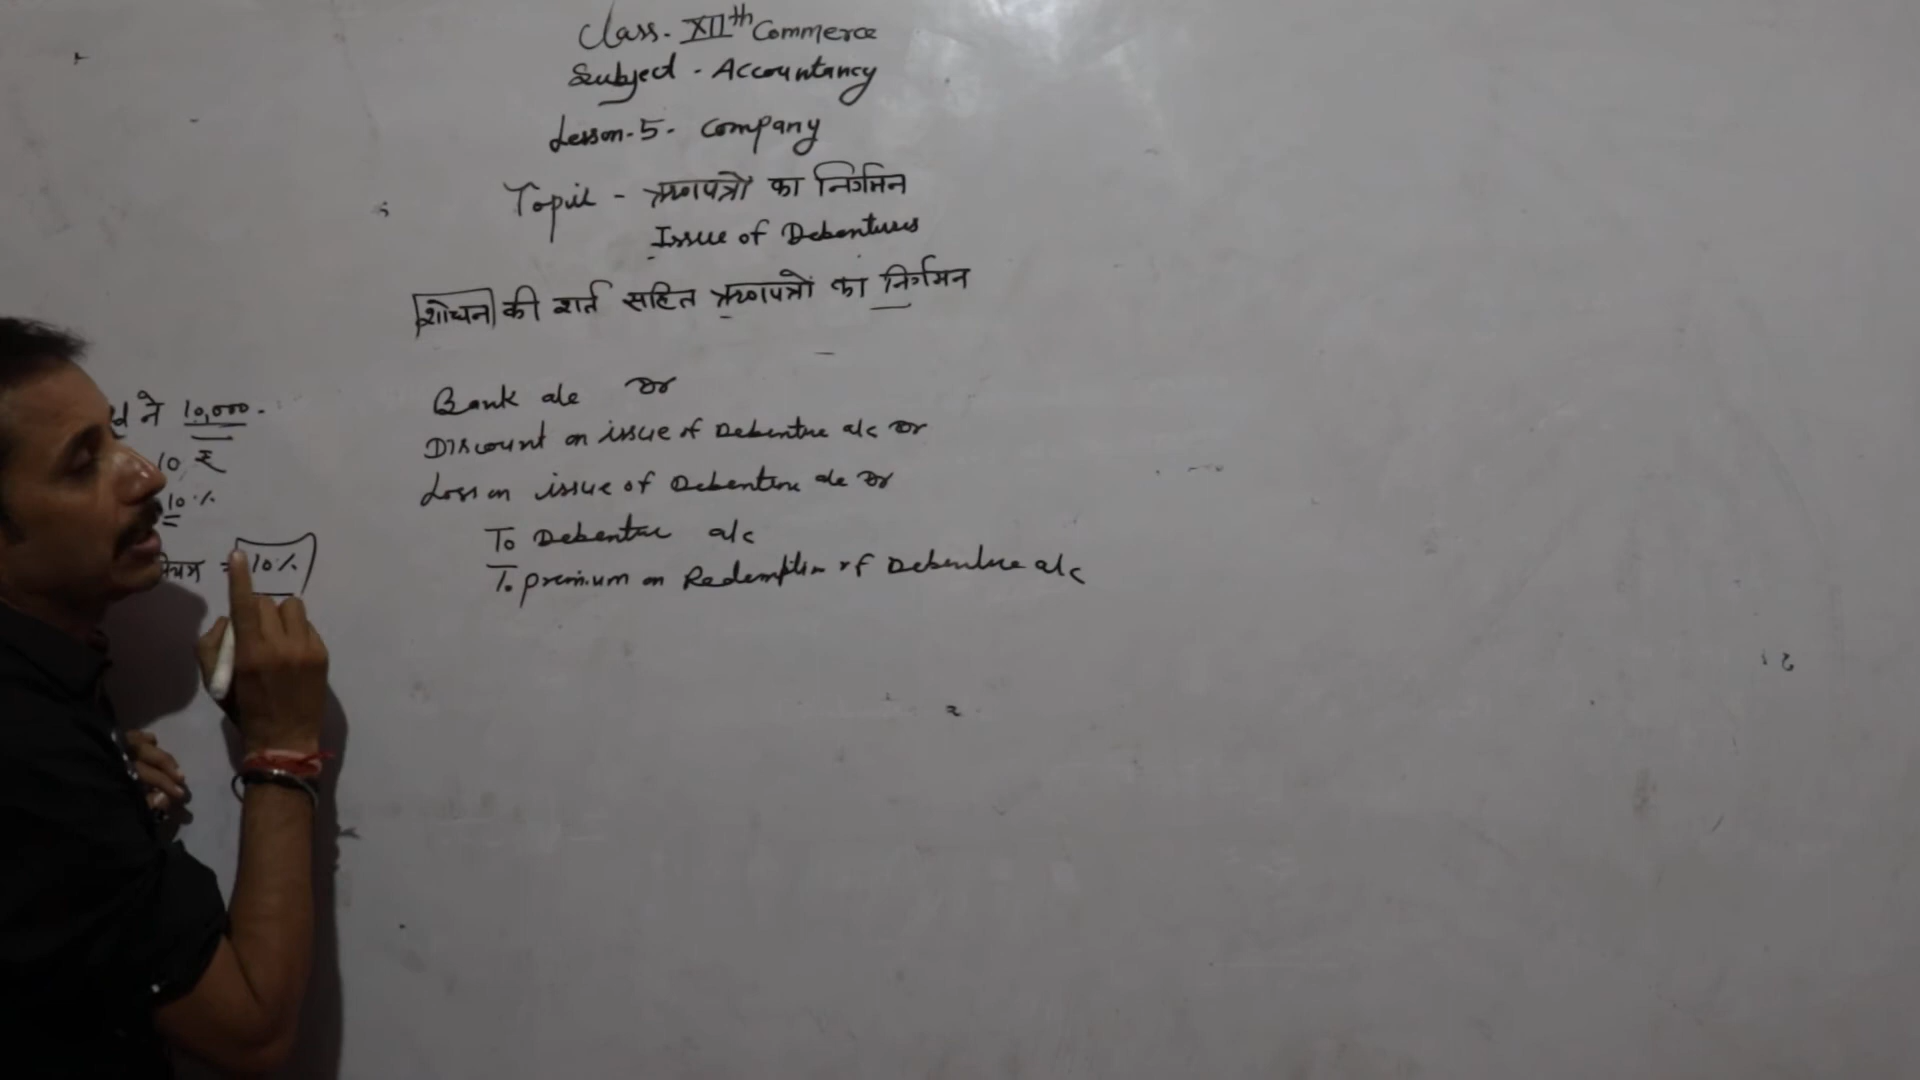 Class - XIIth Commerce
Subject - Accountancy
Lesson-5- Company
Topic - ऋणपत्रों का निर्गमन
Issue of Debentures
शोधन की शर्त सहित ऋणपत्रों का निर्गमन
ने 10,000-
10 ₹
10%
= 10%
Bank a/c Dr
Discount on issue of Debenture a/c Dr
Loss on issue of Debenture a/c Dr
To Debenture a/c
To premium on Redemption of Debenture a/c